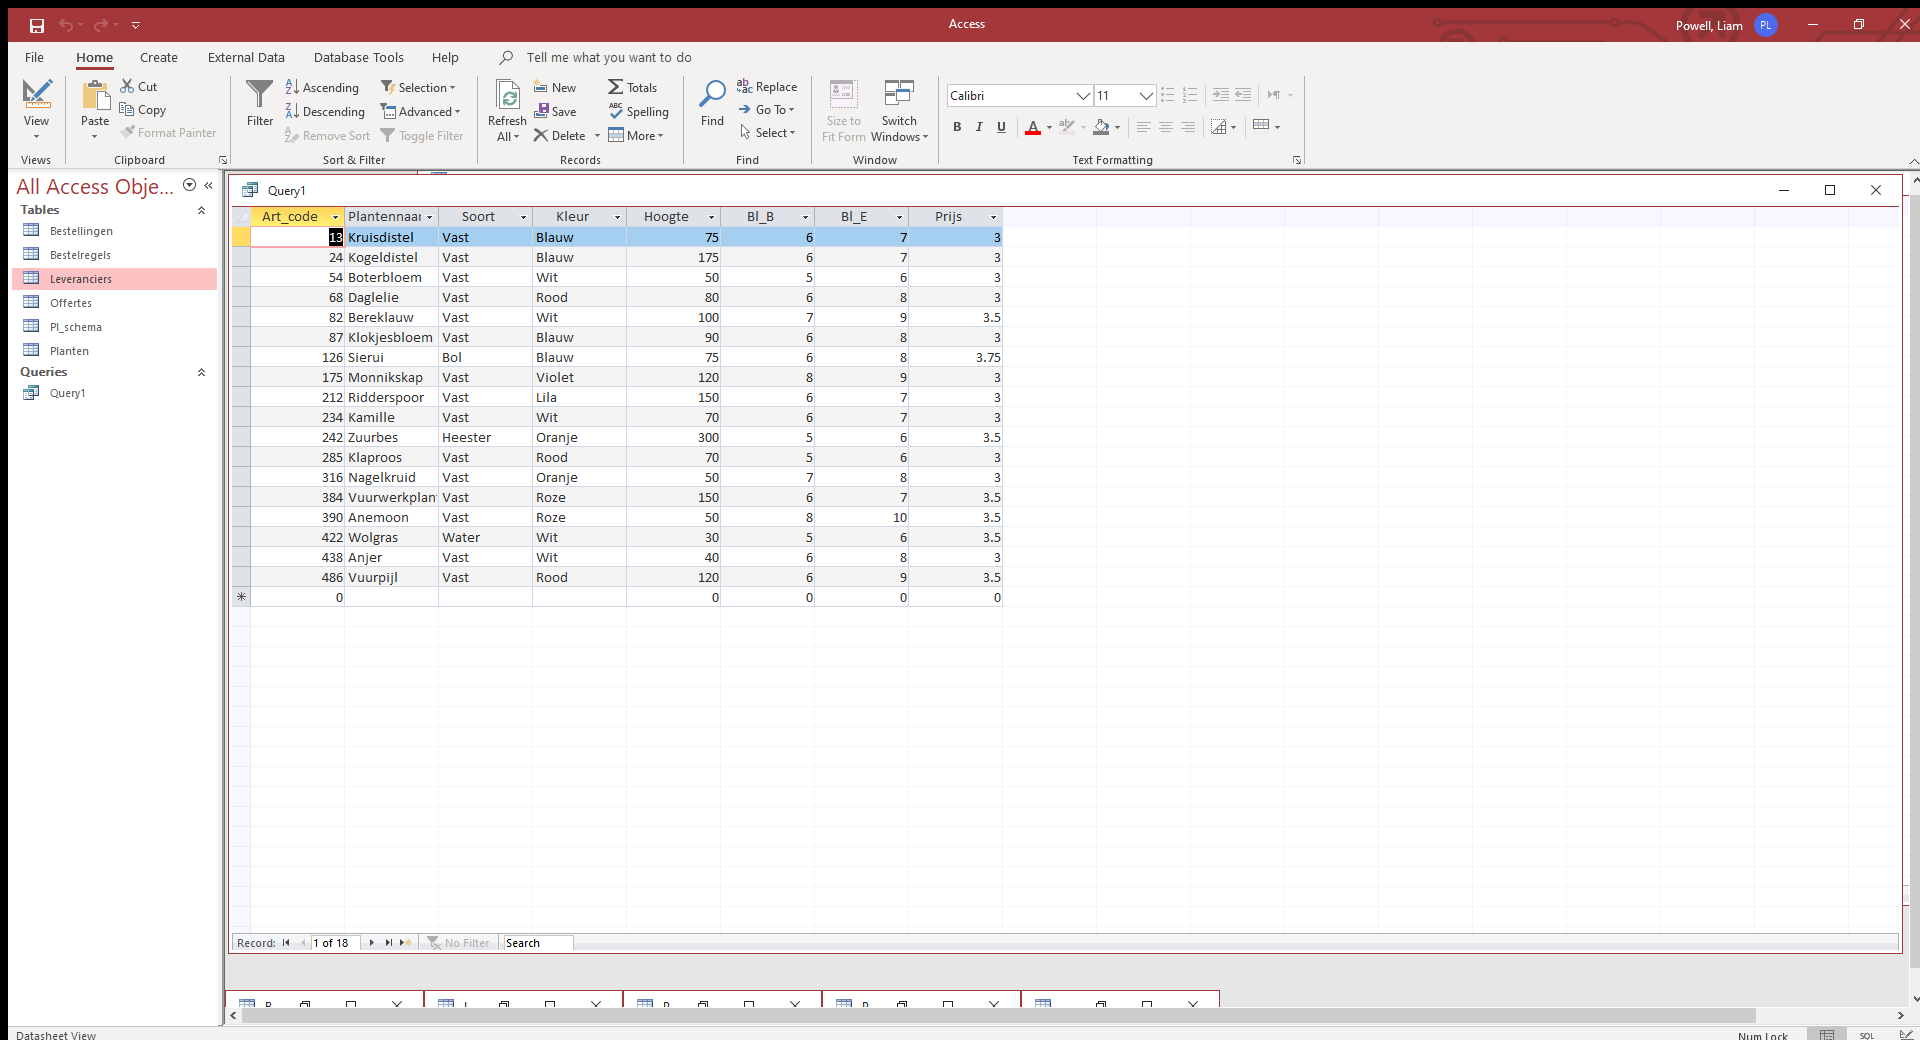 Access
Powell, Liam
PL
File
Home
Create
External Data
Database Tools
Help
Tell me what you want to do
View
Views
Paste
Cut
Copy
Format Painter
Clipboard
Filter
Ascending
Descending
Remove Sort
Selection
Advanced
Toggle Filter
Sort & Filter
Refresh
All
New
Save
Delete
Totals
Spelling
More
Records
Find
Replace
Go To
Select
Find
Size to
Fit Form
Switch
Windows
Window
Calibri
11
B I U
Text Formatting
All Access Obje...
Tables
Bestellingen
Bestelregels
Leveranciers
Offertes
Pl_schema
Planten
Queries
Query1
Query1
Art_code Plantennaar Soort Kleur Hoogte Bl_B Bl_E Prijs
13 Kruisdistel Vast Blauw 75 6 7 3
24 Kogeldistel Vast Blauw 175 6 7 3
54 Boterbloem Vast Wit 50 5 6 3
68 Daglelie Vast Rood 80 6 8 3
82 Bereklauw Vast Wit 100 7 9 3.5
87 Klokjesbloem Vast Blauw 90 6 8 3
126 Sierui Bol Blauw 75 6 8 3.75
175 Monnikskap Vast Violet 120 8 9 3
212 Ridderspoor Vast Lila 150 6 7 3
234 Kamille Vast Wit 70 6 7 3
242 Zuurbes Heester Oranje 300 5 6 3.5
285 Klaproos Vast Rood 70 5 6 3
316 Nagelkruid Vast Oranje 50 7 8 3
384 Vuurwerkplan Vast Roze 150 6 7 3.5
390 Anemoon Vast Roze 50 8 10 3.5
422 Wolgras Water Wit 30 5 6 3.5
438 Anjer Vast Wit 40 6 8 3
486 Vuurpijl Vast Rood 120 6 9 3.5
0 0 0 0 0
Record: 1 of 18 No Filter Search
Datasheet View
Num Lock
SQL